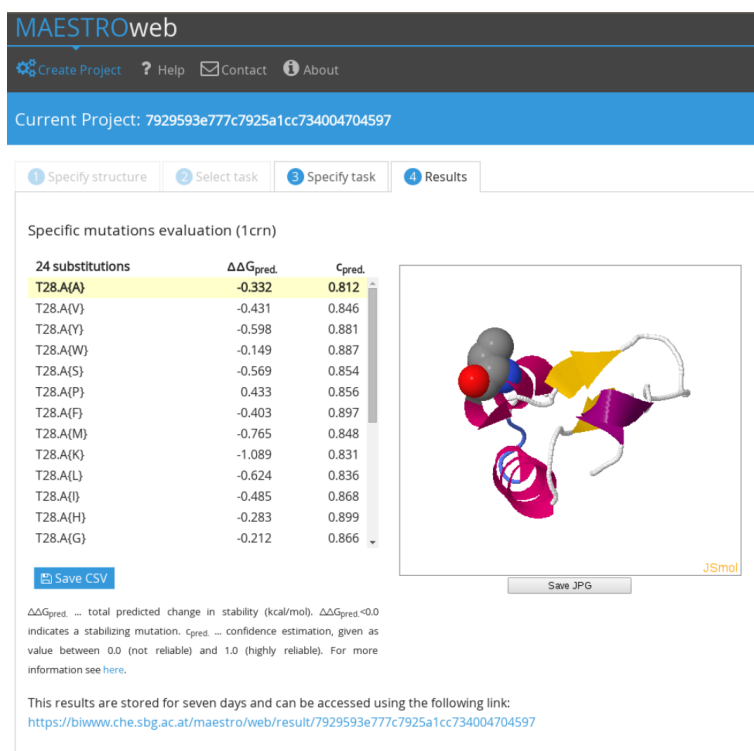 MAESTROweb
Create Project ? Help Contact About
Current Project: 7929593e777c7925a1cc734004704597
1 Specify structure 2 Select task 3 Specify task 4 Results
Specific mutations evaluation (1crn)
24 substitutions ΔΔGpred. cpred.
T28.A{A} -0.332 0.812
T28.A{V} -0.431 0.846
T28.A{Y} -0.598 0.881
T28.A{W} -0.149 0.887
T28.A{S} -0.569 0.854
T28.A{P} 0.433 0.856
T28.A{F} -0.403 0.897
T28.A{M} -0.765 0.848
T28.A{K} -1.089 0.831
T28.A{L} -0.624 0.836
T28.A{I} -0.485 0.868
T28.A{H} -0.283 0.899
T28.A{G} -0.212 0.866
JSmol
Save JPG
Save CSV
ΔΔGpred. ... total predicted change in stability (kcal/mol). ΔΔGpred.<0.0
indicates a stabilizing mutation. cpred. ... confidence estimation, given as
value between 0.0 (not reliable) and 1.0 (highly reliable). For more
information see here.
This results are stored for seven days and can be accessed using the following link:
https://biwww.che.sbg.ac.at/maestro/web/result/7929593e777c7925a1cc734004704597